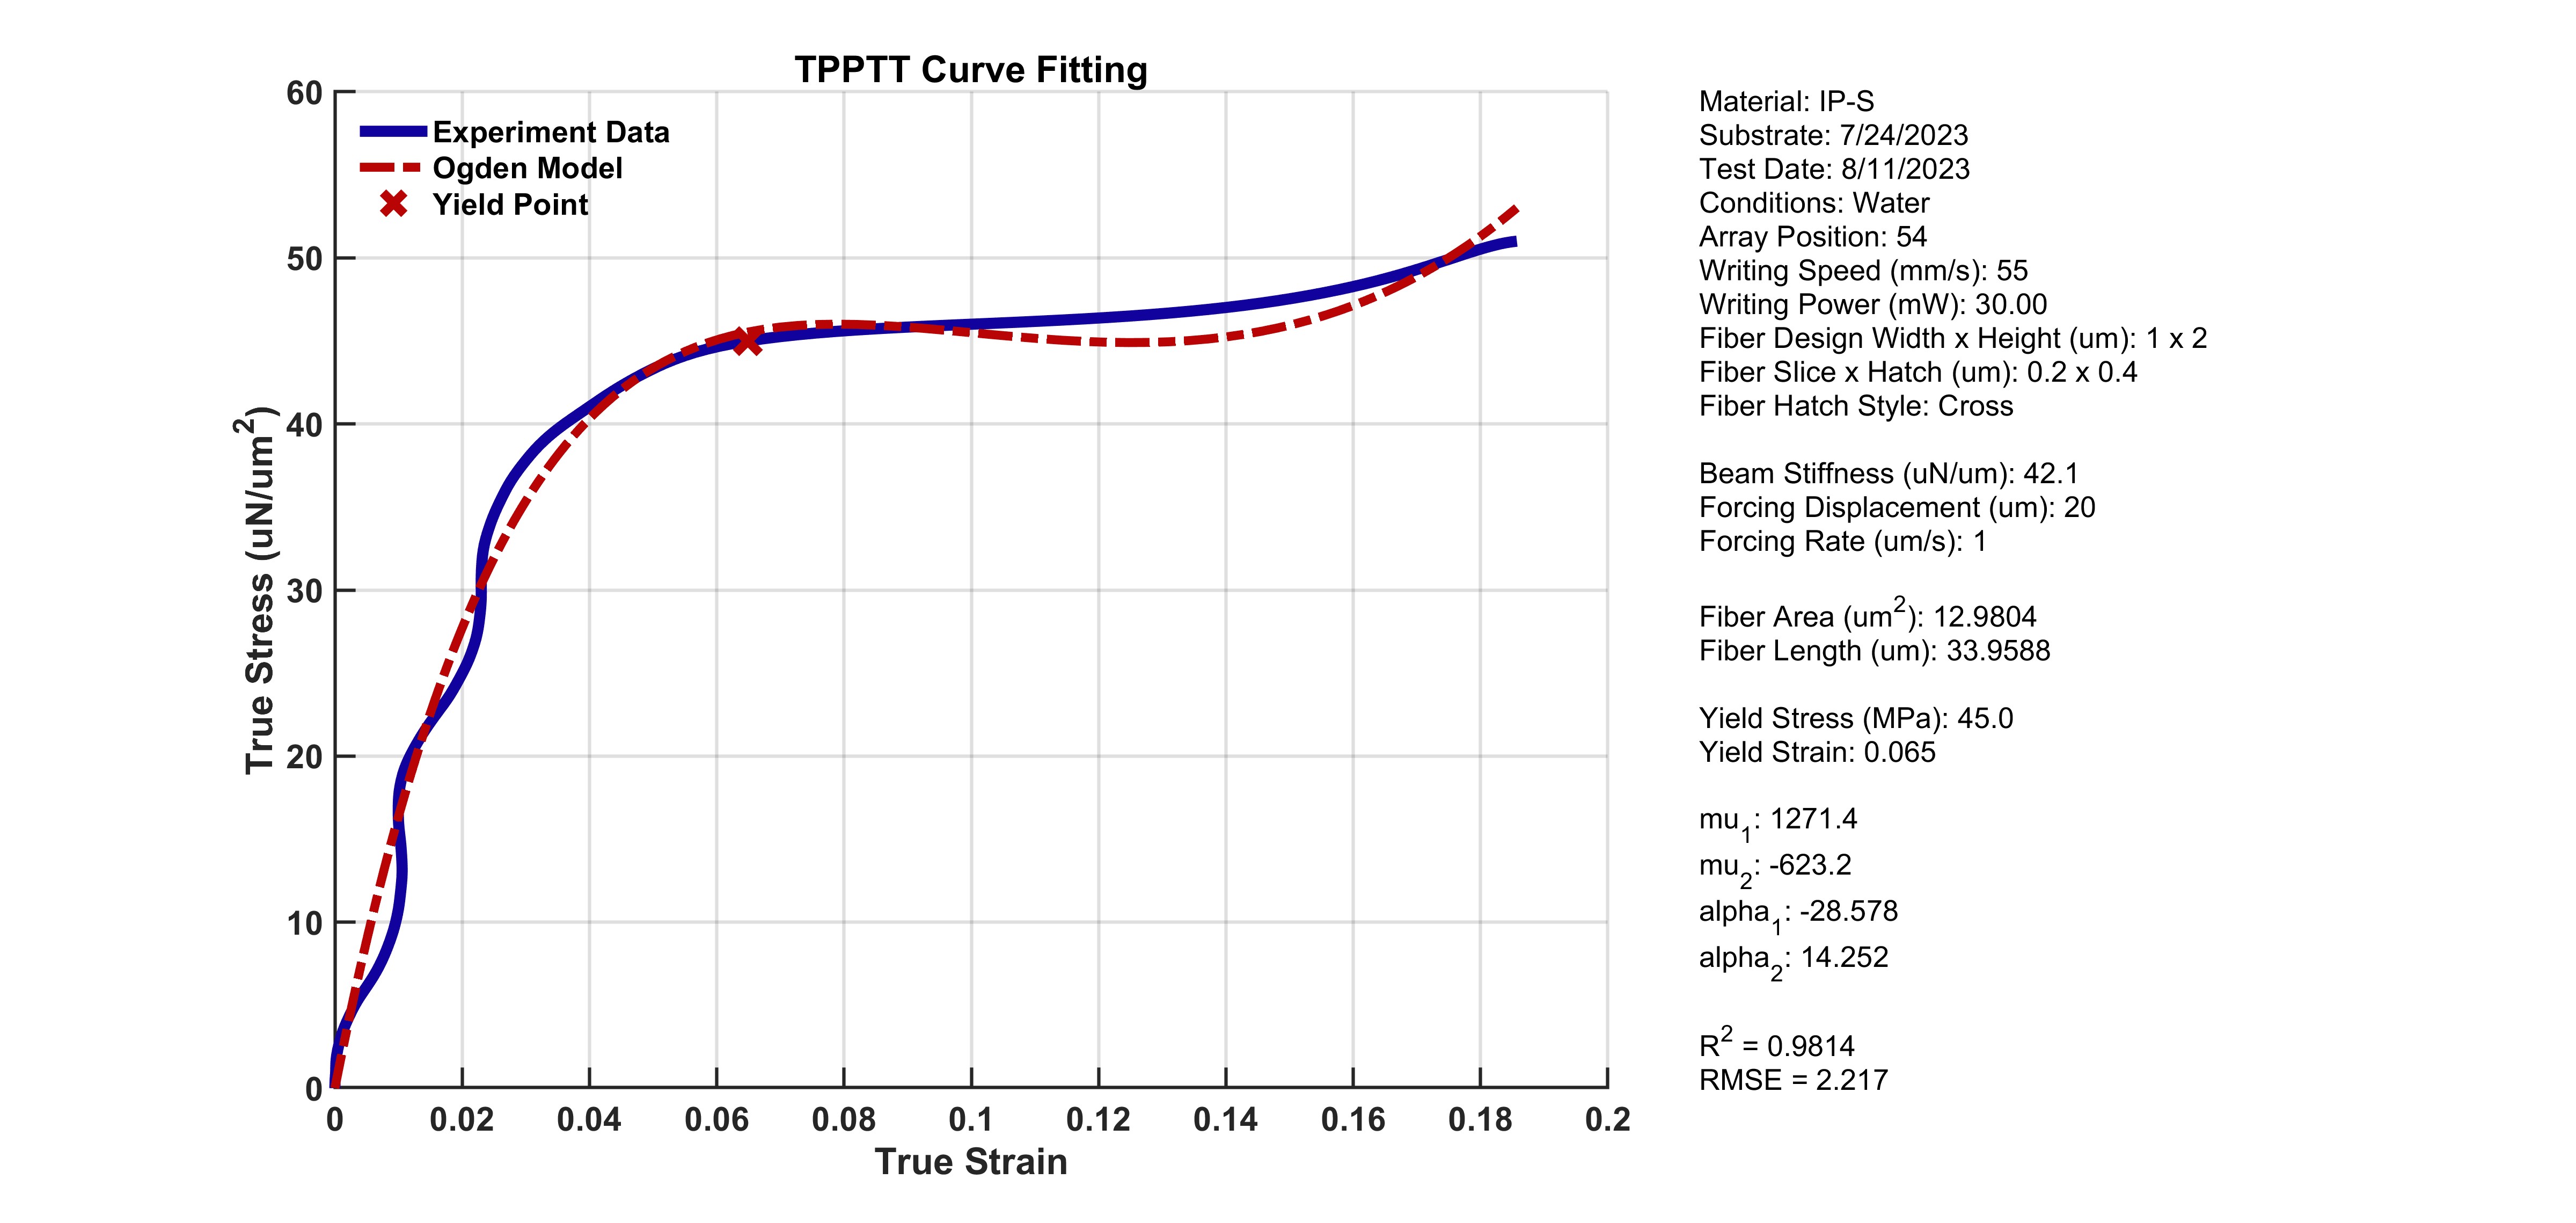 TPPTT Curve Fitting
60
50
40
30
20
10
0
True Stress (uN/um²)
Experiment Data
Ogden Model
Yield Point
0 0.02 0.04 0.06 0.08 0.1 0.12 0.14 0.16 0.18 0.2
True Strain
Material: IP-S
Substrate: 7/24/2023
Test Date: 8/11/2023
Conditions: Water
Array Position: 54
Writing Speed (mm/s): 55
Writing Power (mW): 30.00
Fiber Design Width x Height (um): 1 x 2
Fiber Slice x Hatch (um): 0.2 x 0.4
Fiber Hatch Style: Cross
Beam Stiffness (uN/um): 42.1
Forcing Displacement (um): 20
Forcing Rate (um/s): 1
Fiber Area (um²): 12.9804
Fiber Length (um): 33.9588
Yield Stress (MPa): 45.0
Yield Strain: 0.065
mu₁: 1271.4
mu₂: -623.2
alpha₁: -28.578
alpha₂: 14.252
R² = 0.9814
RMSE = 2.217